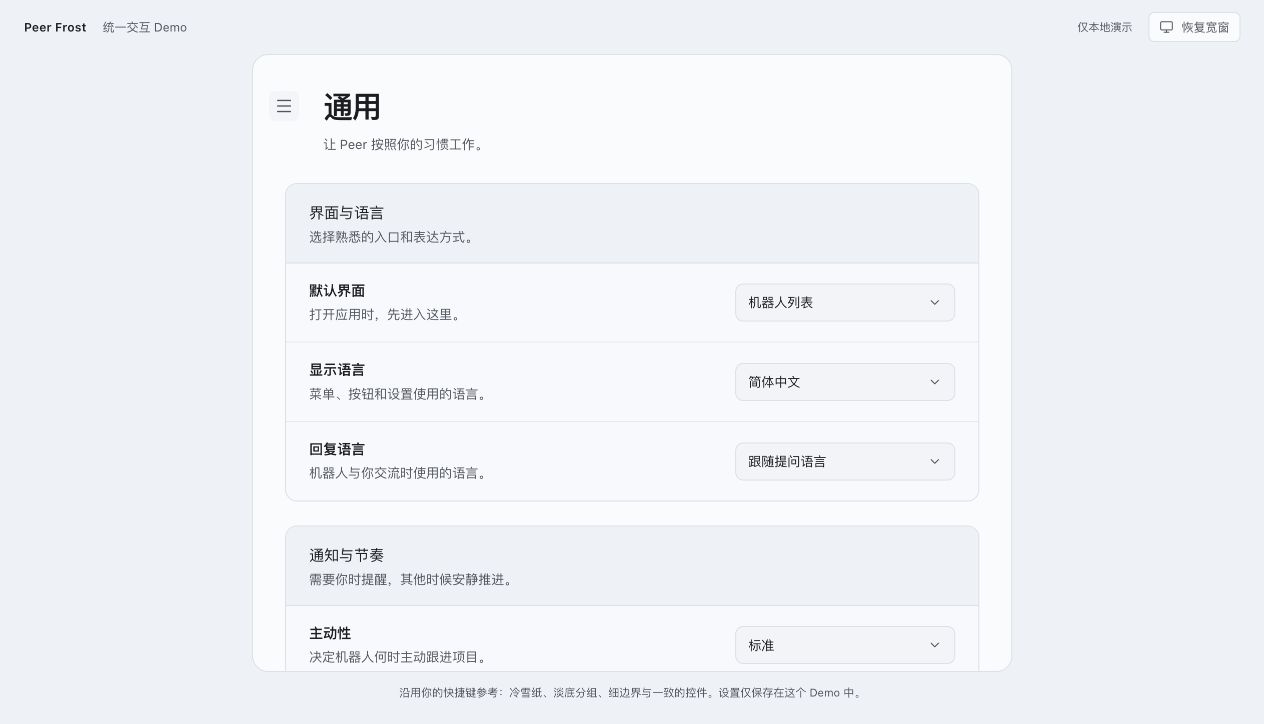 Peer Frost 统一交互 Demo
仅本地演示
恢复宽窗
通用
让 Peer 按照你的习惯工作。
界面与语言
选择熟悉的入口和表达方式。
默认界面
打开应用时，先进入这里。
机器人列表
显示语言
菜单、按钮和设置使用的语言。
简体中文
回复语言
机器人与你交流时使用的语言。
跟随提问语言
通知与节奏
需要你时提醒，其他时候安静推进。
主动性
决定机器人何时主动跟进项目。
标准
沿用你的快捷键参考：冷雪纸、淡底分组、细边界与一致的控件。设置仅保存在这个 Demo 中。